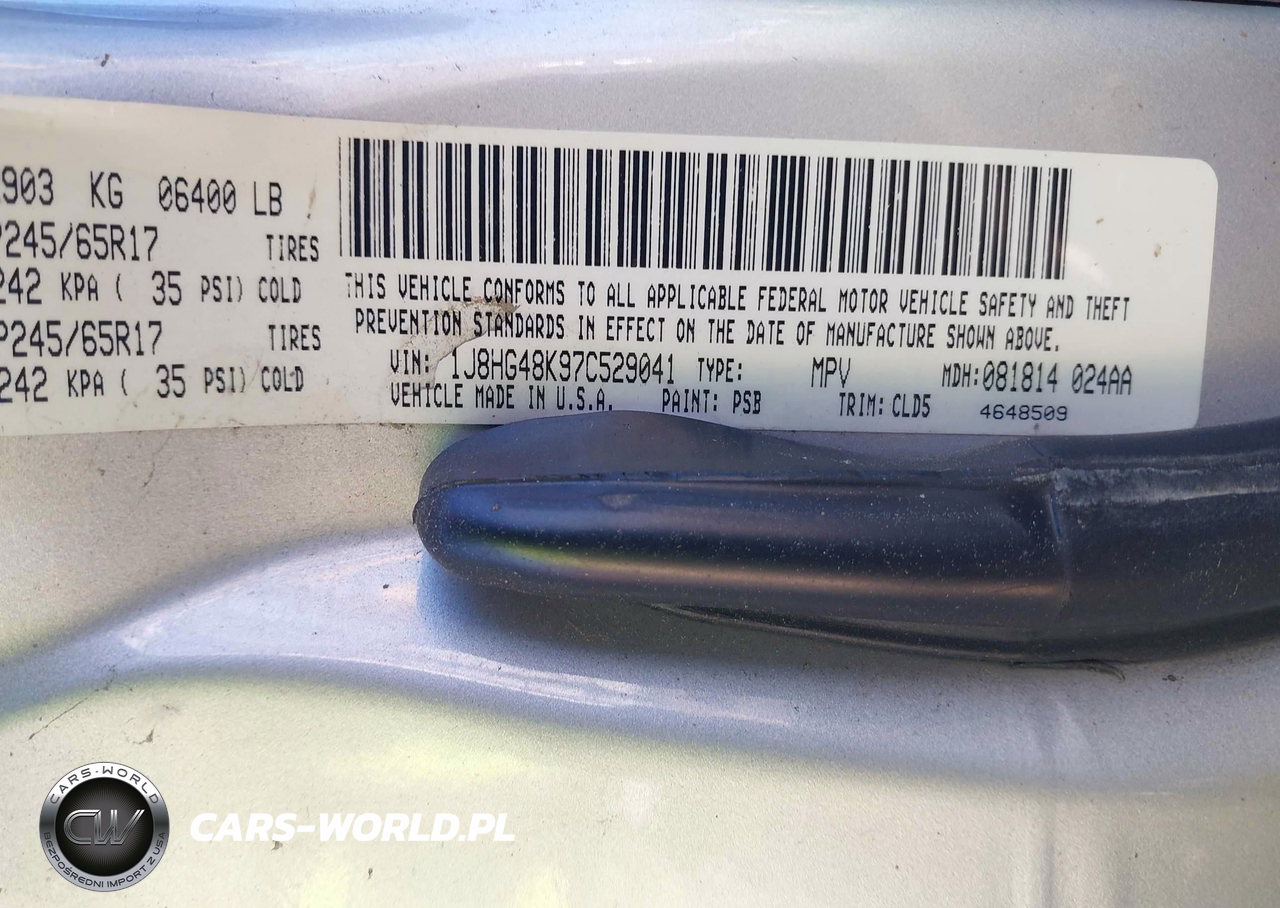 903 KG 06400 LB
P245/65R17 TIRES
242 KPA ( 35 PSI) COLD
P245/65R17 TIRES
242 KPA ( 35 PSI) COLD
THIS VEHICLE CONFORMS TO ALL APPLICABLE FEDERAL MOTOR VEHICLE SAFETY AND THEFT
PREVENTION STANDARDS IN EFFECT ON THE DATE OF MANUFACTURE SHOWN ABOVE.
VIN: 1J8HG48K97C529041 TYPE: MPV MDH: 081814 024AA
VEHICLE MADE IN U.S.A. PAINT: PSB TRIM: CLD5 4648509
CARS-WORLD
CW
BEZPOŚREDNI IMPORT Z USA
CARS-WORLD.PL